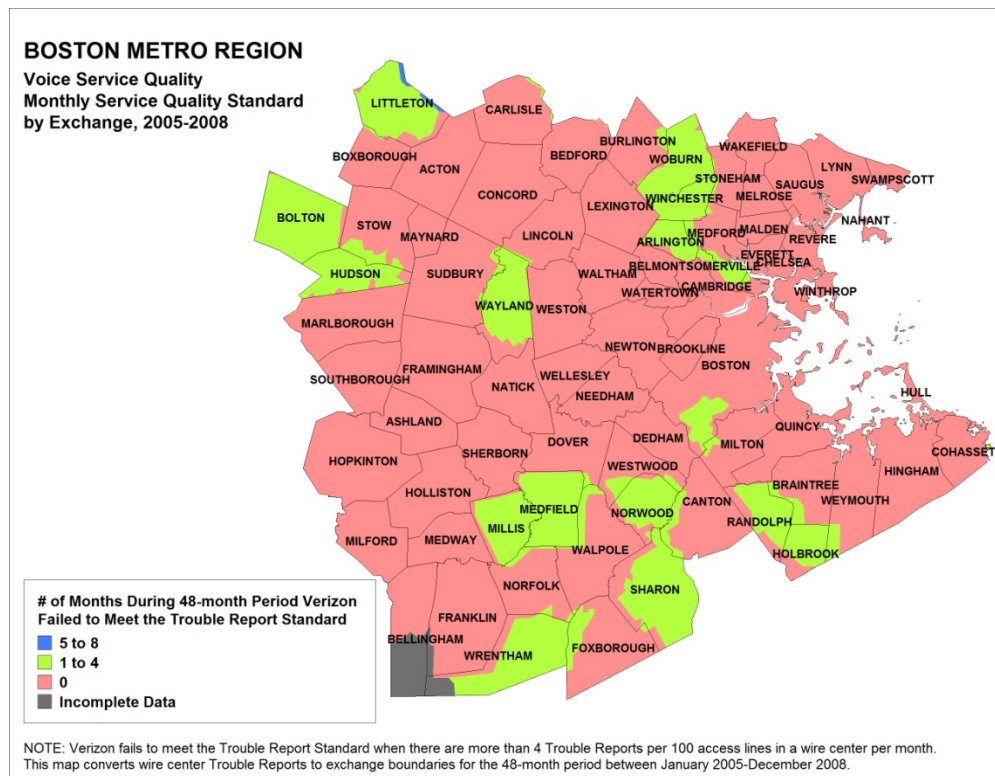 BOSTON METRO REGION
Voice Service Quality
Monthly Service Quality Standard
by Exchange, 2005-2008
LITTLETON
CARLISLE
BURLINGTON
BOXBOROUGH
ACTON
BEDFORD
WOBURN
WAKEFIELD
LYNN
STONEHAM
SAUGUS
SWAMPSCOTT
CONCORD
LEXINGTON
WINCHESTER
MELROSE
BOLTON
STOW
MAYNARD
LINCOLN
ARLINGTON
MEDFORD
MALDEN
NAHANT
REVERE
EVERETT
CHELSEA
HUDSON
SUDBURY
WALTHAM
BELMONT
SOMERVILLE
WATERTOWN
CAMBRIDGE
WINTHROP
WAYLAND
WESTON
MARLBOROUGH
NEWTON
BROOKLINE
BOSTON
SOUTHBOROUGH
FRAMINGHAM
NATICK
WELLESLEY
NEEDHAM
HULL
ASHLAND
QUINCY
SHERBORN
DOVER
DEDHAM
MILTON
COHASSET
HOPKINTON
WESTWOOD
HINGHAM
HOLLISTON
BRAINTREE
WEYMOUTH
CANTON
MEDFIELD
NORWOOD
RANDOLPH
MILLIS
MILFORD
MEDWAY
WALPOLE
HOLBROOK
NORFOLK
SHARON
FRANKLIN
BELLINGHAM
WRENTHAM
FOXBOROUGH
# of Months During 48-month Period Verizon
Failed to Meet the Trouble Report Standard
5 to 8
1 to 4
0
Incomplete Data
NOTE: Verizon fails to meet the Trouble Report Standard when there are more than 4 Trouble Reports per 100 access lines in a wire center per month.
This map converts wire center Trouble Reports to exchange boundaries for the 48-month period between January 2005-December 2008.